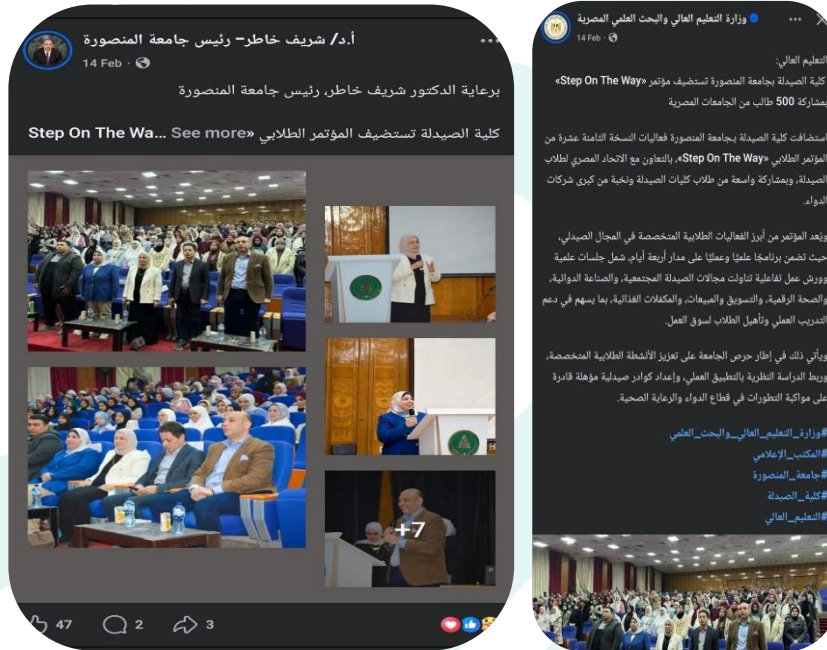 أ.د/ شريف خاطر– رئيس جامعة المنصورة
14 Feb ·
برعاية الدكتور شريف خاطر، رئيس جامعة المنصورة
كلية الصيدلة تستضيف المؤتمر الطلابي «Step On The Wa... See more
+7
47
2
3
وزارة التعليم العالي والبحث العلمي المصرية
14 Feb ·
التعليم العالي:
كلية الصيدلة بجامعة المنصورة تستضيف مؤتمر «Step On The Way»
بمشاركة 500 طالب من الجامعات المصرية
استضافت كلية الصيدلة بجامعة المنصورة فعاليات النسخة الثامنة عشرة من
المؤتمر الطلابي «Step On The Way»، بالتعاون مع الاتحاد المصري لطلاب
الصيدلة، وبمشاركة واسعة من طلاب كليات الصيدلة ونخبة من كبرى شركات
الدواء.
ويُعد المؤتمر من أبرز الفعاليات الطلابية المتخصصة في المجال الصيدلي،
حيث تضمن برنامجًا علميًا وعمليًا على مدار أربعة أيام، شمل جلسات علمية
وورش عمل تفاعلية تناولت مجالات الصيدلة المجتمعية، والصناعة الدوائية،
والصحة الرقمية، والتسويق والمبيعات، والمكملات الغذائية، بما يسهم في دعم
التدريب العملي وتأهيل الطلاب لسوق العمل.
ويأتي ذلك في إطار حرص الجامعة على تعزيز الأنشطة الطلابية المتخصصة،
وربط الدراسة النظرية بالتطبيق العملي، وإعداد كوادر صيدلية مؤهلة قادرة
على مواكبة التطورات في قطاع الدواء والرعاية الصحية.
#وزارة_التعليم_العالي_والبحث_العلمي
#المكتب_الإعلامي
#جامعة_المنصورة
#كلية_الصيدلة
#التعليم_العالي